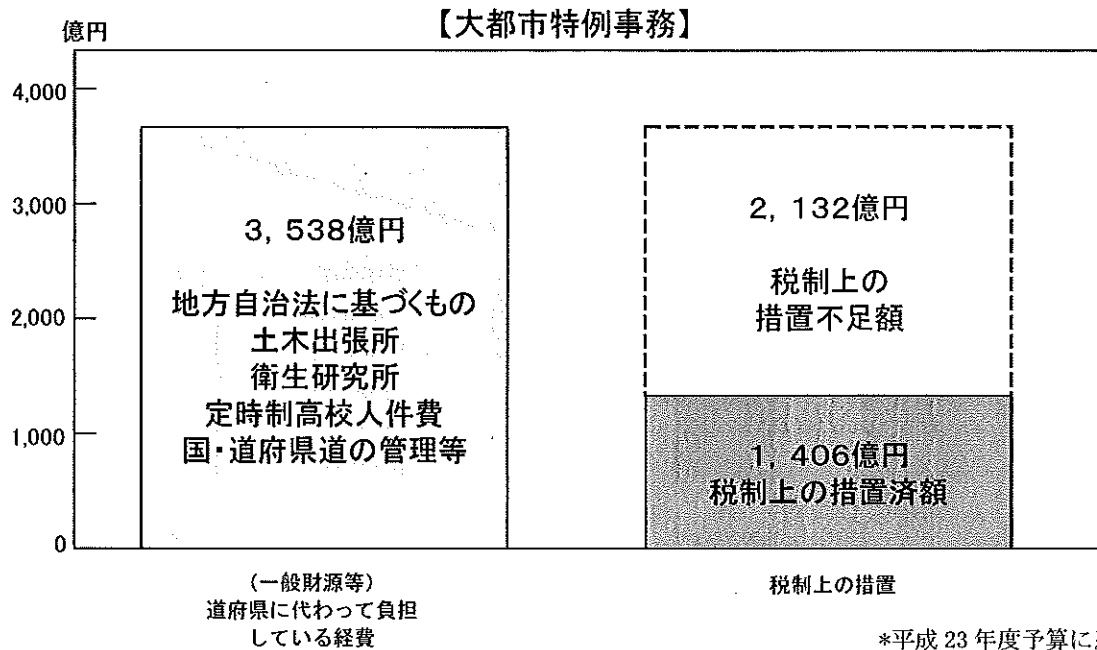 【大都市特例事務】
億円
4,000
3,000
2,000
1,000
0
3, 538億円
地方自治法に基づくもの
土木出張所
衛生研究所
定時制高校人件費
国・道府県道の管理等
2, 132億円
税制上の
措置不足額
1, 406億円
税制上の措置済額
(一般財源等)
道府県に代わって負担
している経費
税制上の措置
*平成 23 年度予算に